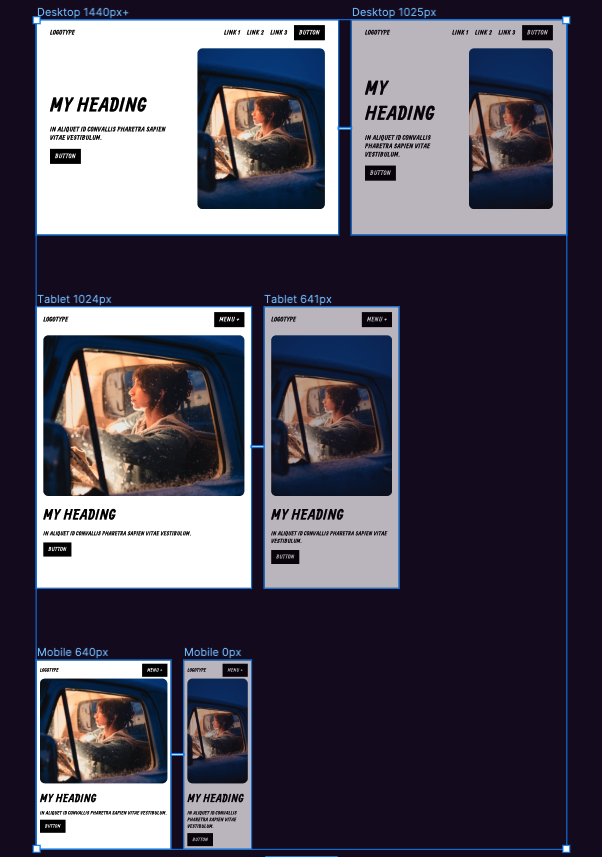 Desktop 1440px+
LOGOTYPE LINK 1 LINK 2 LINK 3 BUTTON
MY HEADING
IN ALIQUET ID CONVALLIS PHARETRA SAPIEN
VITAE VESTIBULUM.
BUTTON
Desktop 1025px
LOGOTYPE LINK 1 LINK 2 LINK 3 BUTTON
MY
HEADING
IN ALIQUET ID CONVALLIS
PHARETRA SAPIEN VITAE
VESTIBULUM.
BUTTON
Tablet 1024px
LOGOTYPE MENU +
MY HEADING
IN ALIQUET ID CONVALLIS PHARETRA SAPIEN VITAE VESTIBULUM.
BUTTON
Tablet 641px
LOGOTYPE MENU +
MY HEADING
IN ALIQUET ID CONVALLIS PHARETRA SAPIEN VITAE
VESTIBULUM.
BUTTON
Mobile 640px
LOGOTYPE MENU +
MY HEADING
IN ALIQUET ID CONVALLIS PHARETRA SAPIEN VITAE VESTIBULUM.
BUTTON
Mobile 0px
LOGOTYPE MENU +
MY HEADING
IN ALIQUET ID CONVALLIS
PHARETRA SAPIEN VITAE
VESTIBULUM.
BUTTON